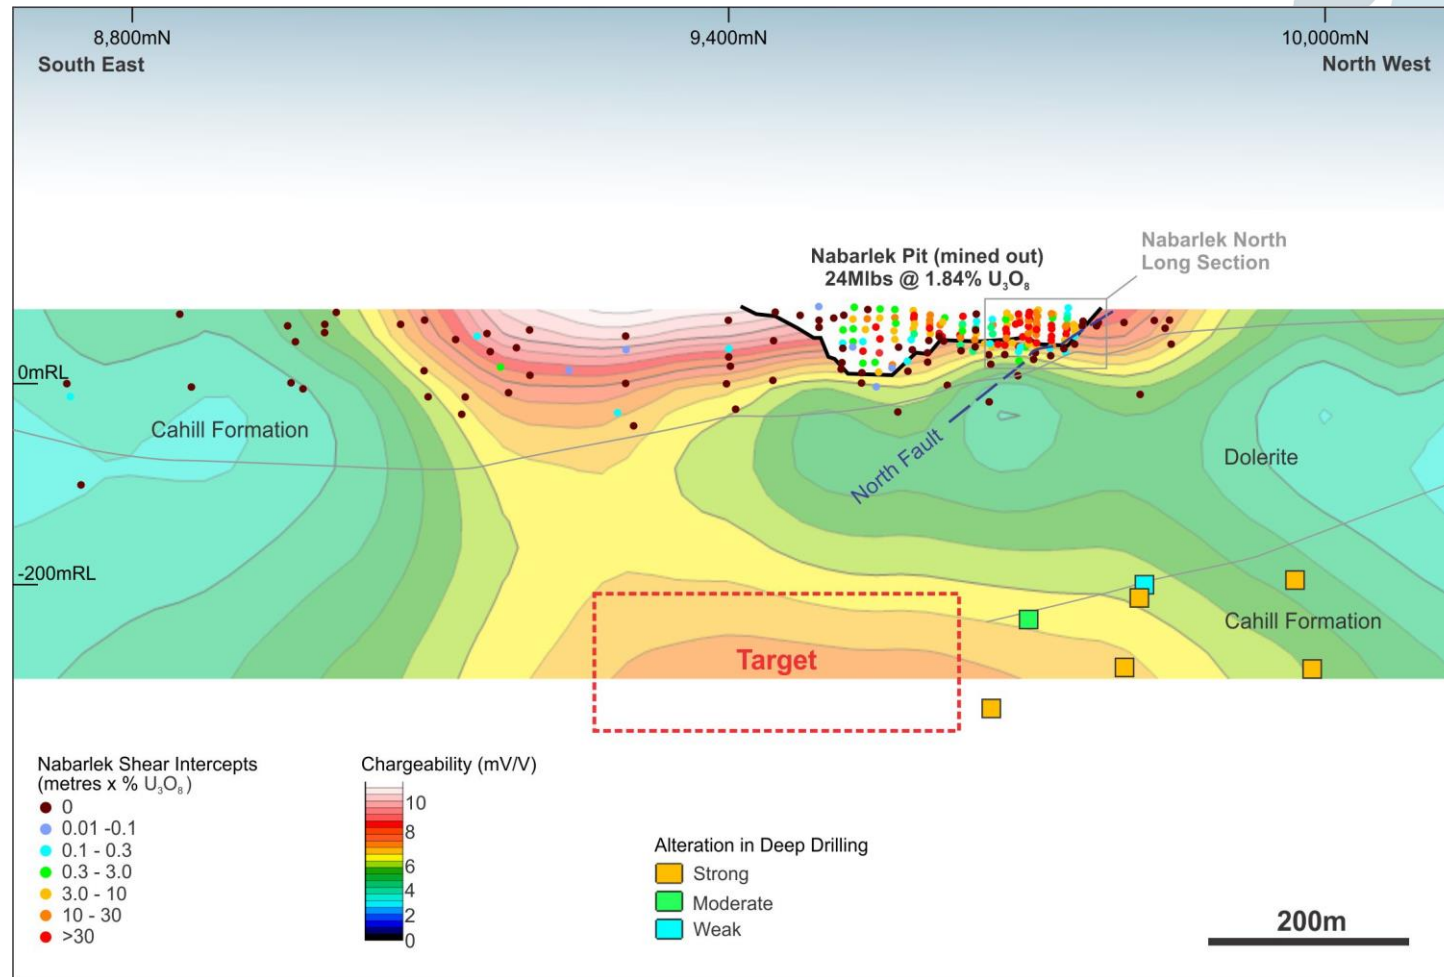 8,800mN
9,400mN
10,000mN
South East
North West
Nabarlek North
Long Section
Nabarlek Pit (mined out)
24Mlbs @ 1.84% U₃O₈
0mRL
Cahill Formation
North Fault
Dolerite
-200mRL
Cahill Formation
Target
Nabarlek Shear Intercepts
(metres x % U₃O₈)
0
0.01 -0.1
0.1 - 0.3
0.3 - 3.0
3.0 - 10
10 - 30
>30
Chargeability (mV/V)
10
8
6
4
2
0
Alteration in Deep Drilling
Strong
Moderate
Weak
200m